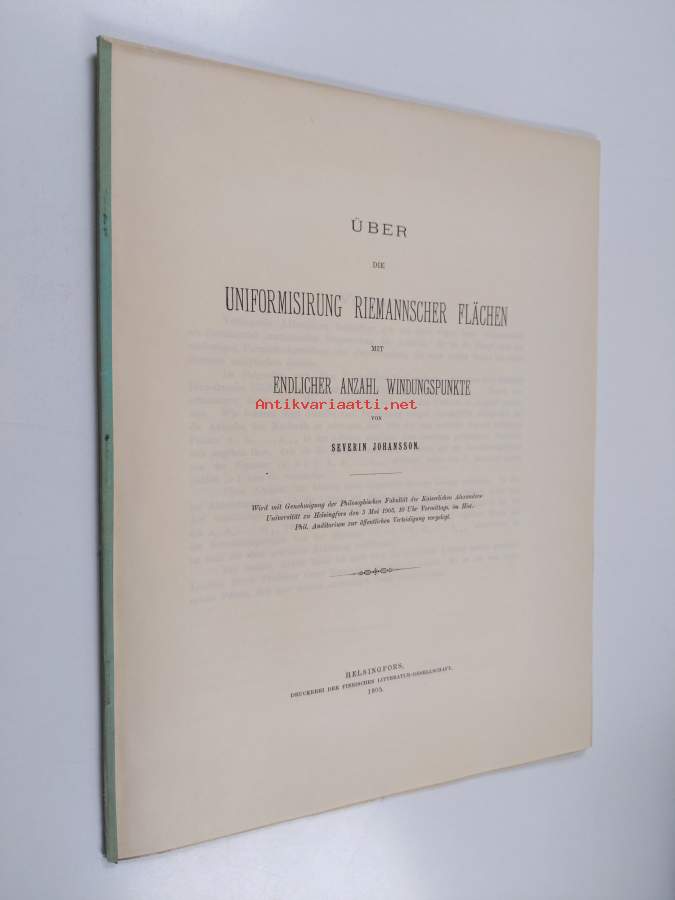 ÜBER
DIE
UNIFORMISIRUNG RIEMANNSCHER FLÄCHEN
MIT
ENDLICHER ANZAHL WINDUNGSPUNKTE
Antikvariaatti.net
VON
SEVERIN JOHANSSON.
Wird mit Genehmigung der Philosophischen Fakultät der Kaiserlichen Alexanders-
Universität zu Helsingfors den 3 Mai 1905, 10 Uhr Vormittags, im Hist.-
Phil. Auditorium zur öffentlichen Verteidigung vorgelegt.
HELSINGFORS,
DRUCKEREI DER FINNISCHEN LITTERATUR-GESELLSCHAFT,
1905.